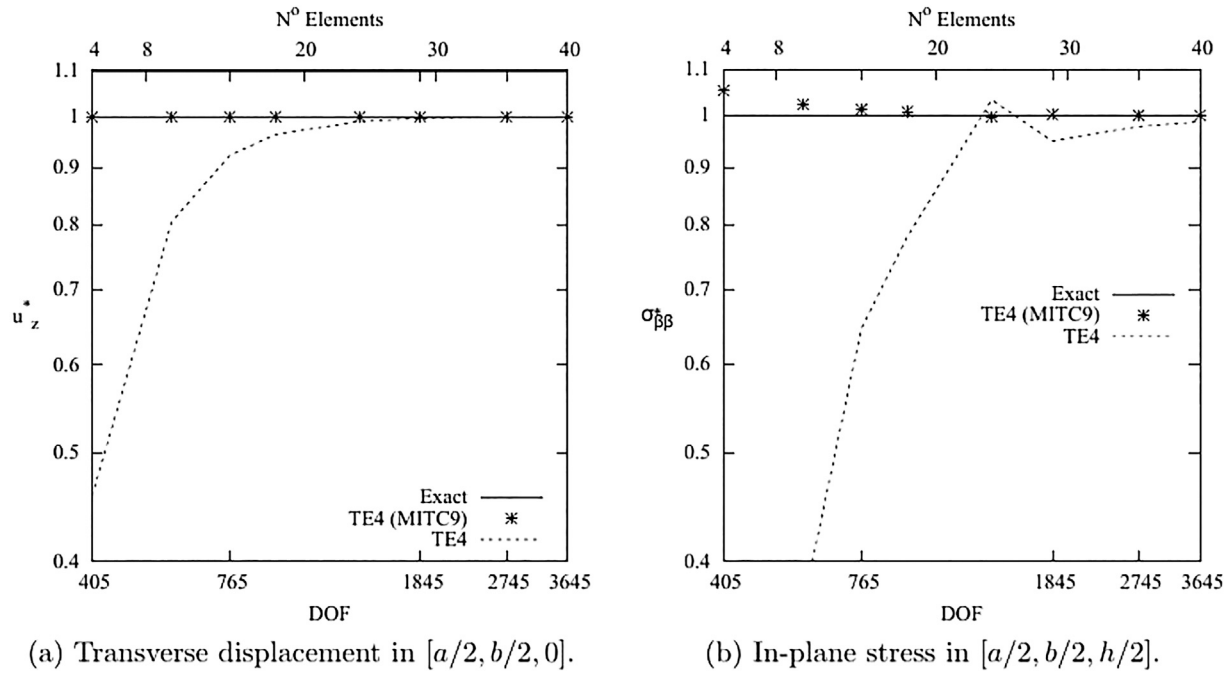 N° Elements
4 8 20 30 40
1.1
1
0.9
0.8
0.7
0.6
0.5
0.4
u*z
Exact
TE4 (MITC9)
TE4
405 765 1845 2745 3645
DOF
(a) Transverse displacement in [a/2, b/2, 0].
N° Elements
4 8 20 30 40
1.1
1
0.9
0.8
0.7
0.6
0.5
0.4
σ*ββ
Exact
TE4 (MITC9)
TE4
405 765 1845 2745 3645
DOF
(b) In-plane stress in [a/2, b/2, h/2].